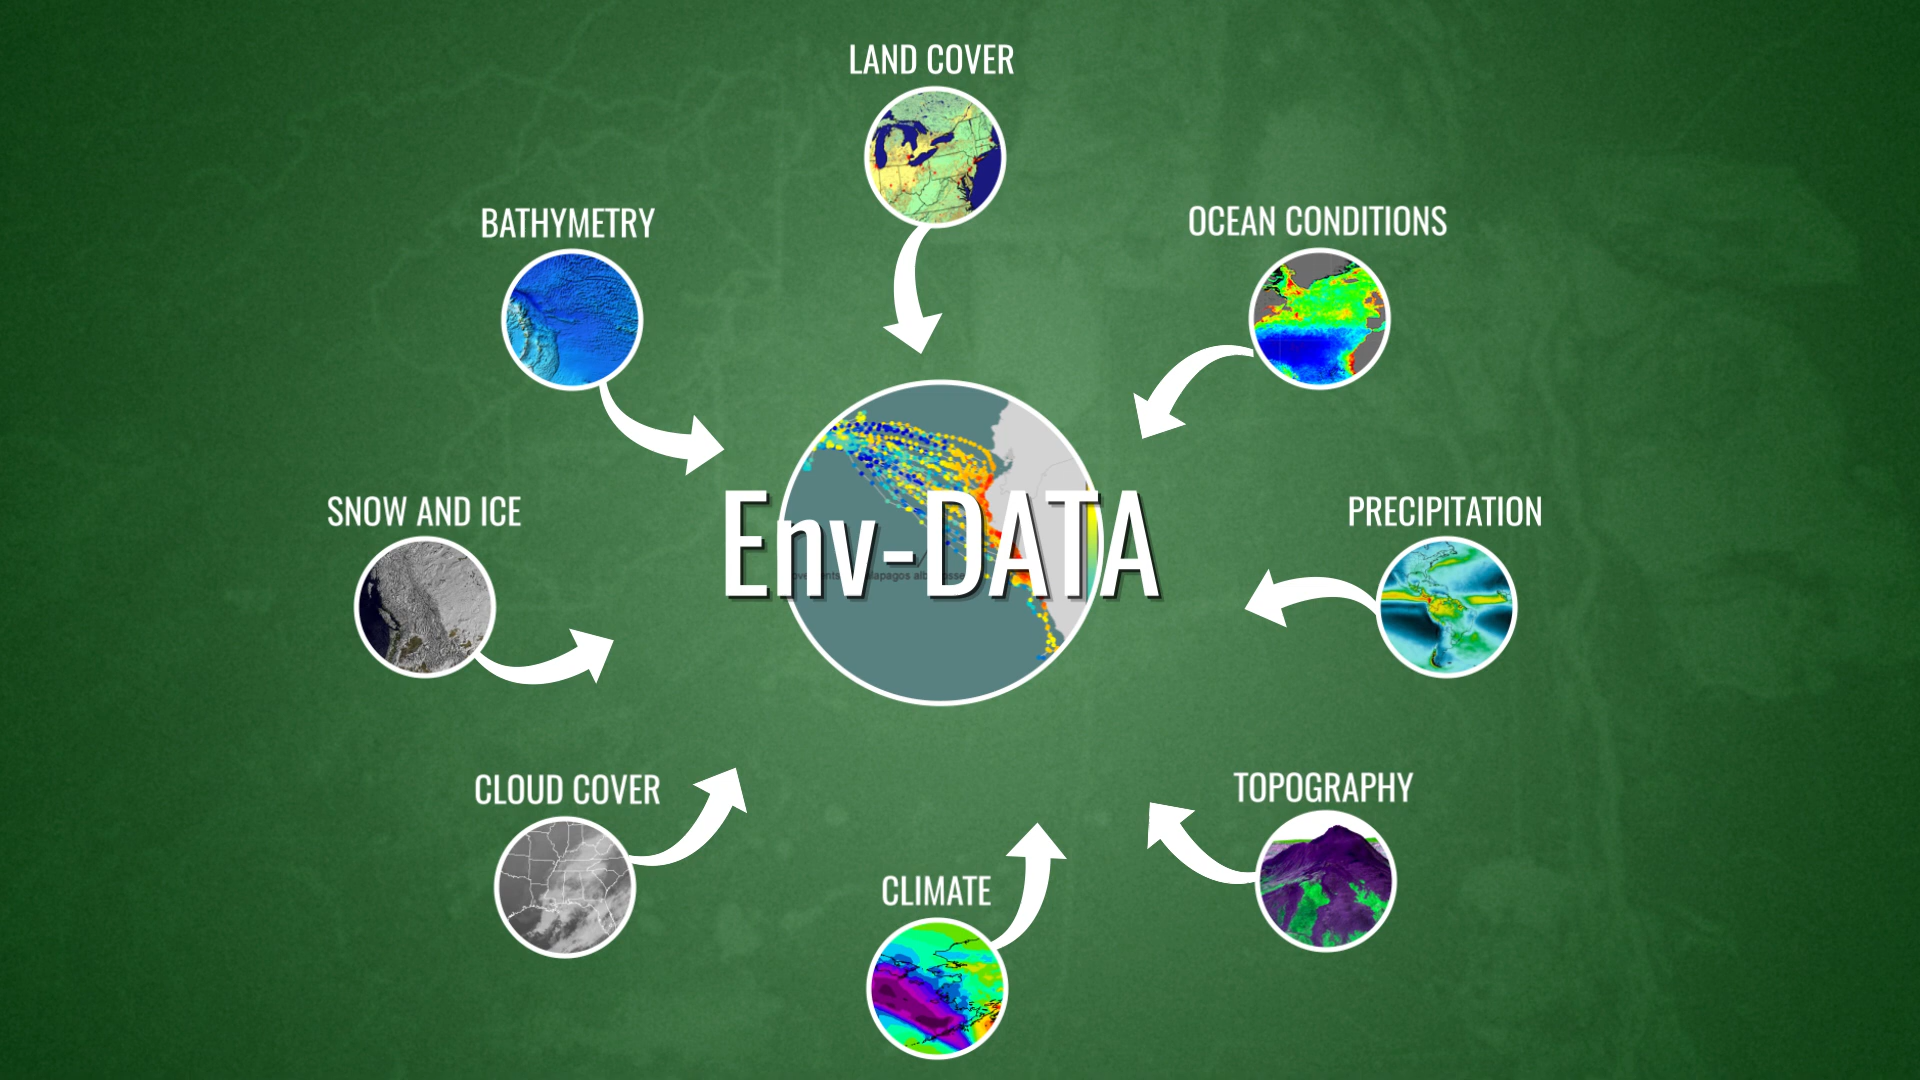 LAND COVER
BATHYMETRY
OCEAN CONDITIONS
SNOW AND ICE
Env-DATA
PRECIPITATION
CLOUD COVER
TOPOGRAPHY
CLIMATE